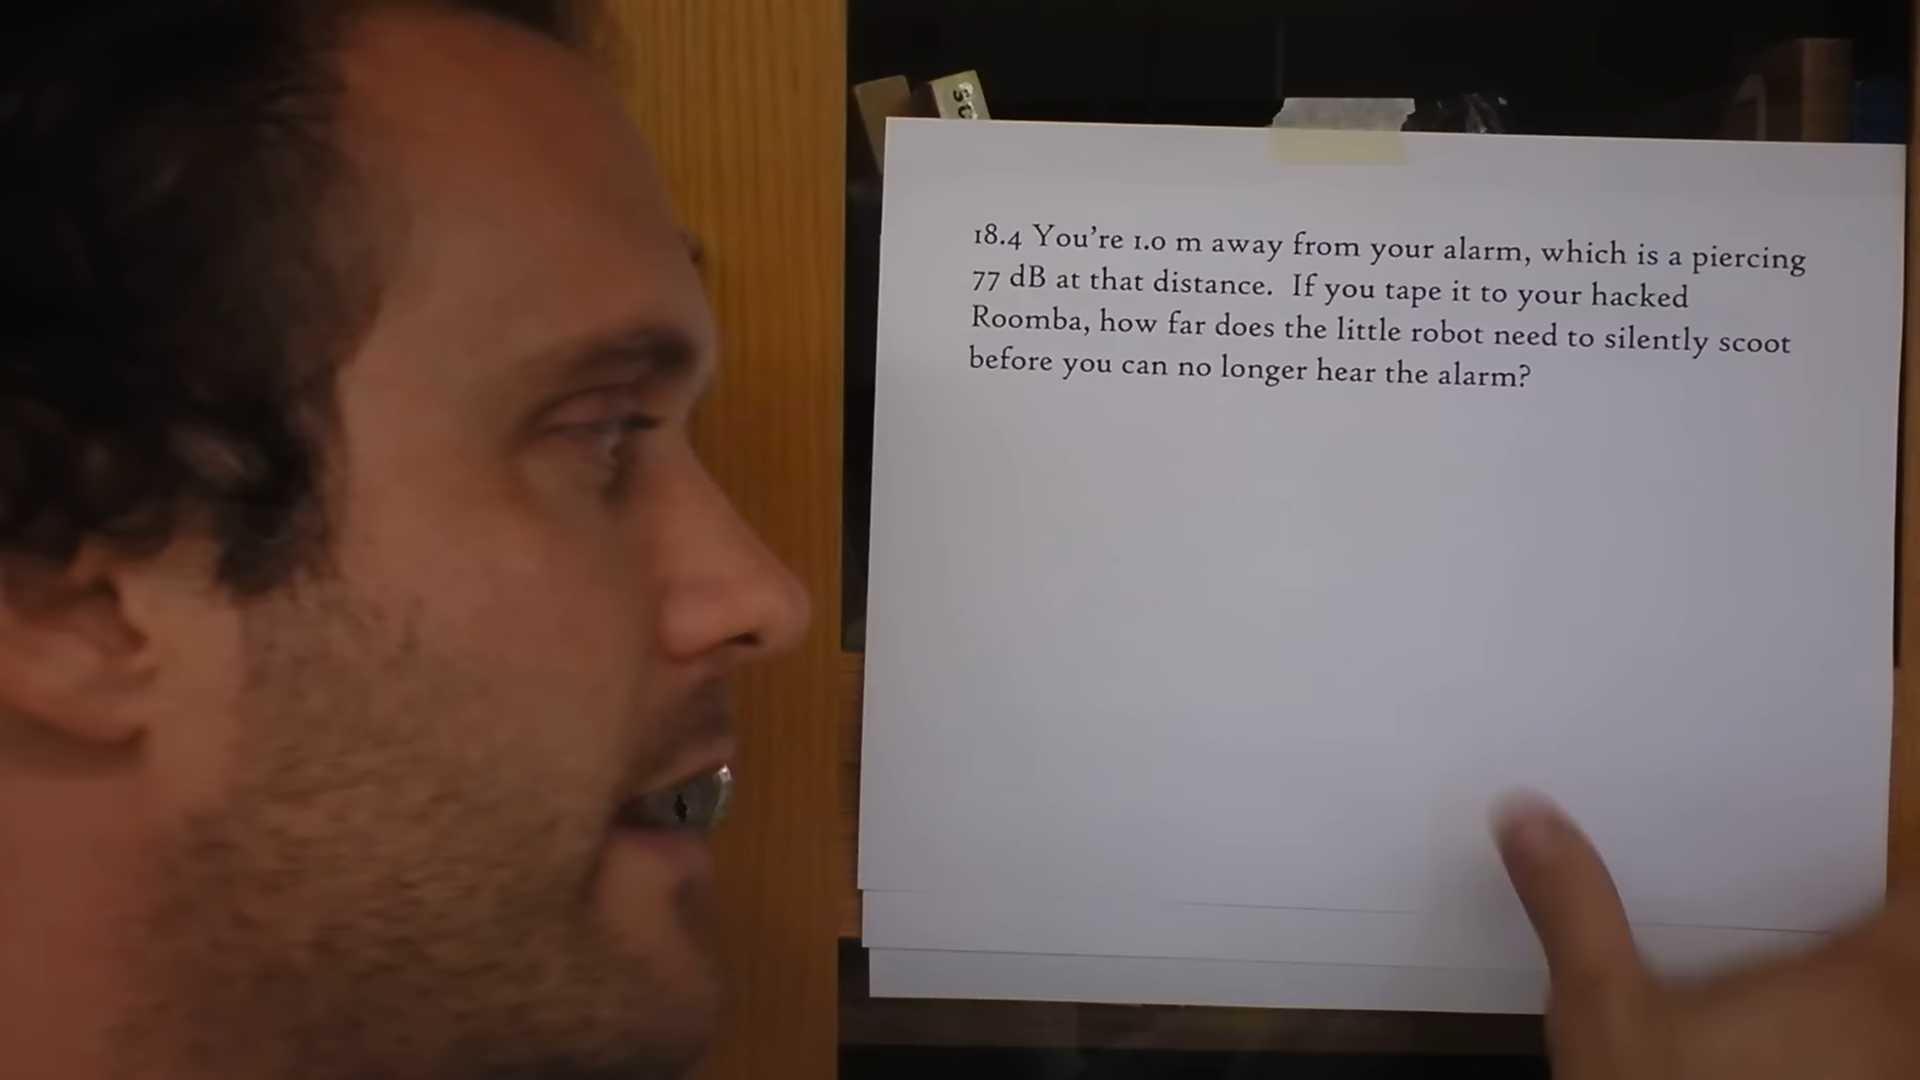 SC
18.4 You're 1.0 m away from your alarm, which is a piercing
77 dB at that distance. If you tape it to your hacked
Roomba, how far does the little robot need to silently scoot
before you can no longer hear the alarm?